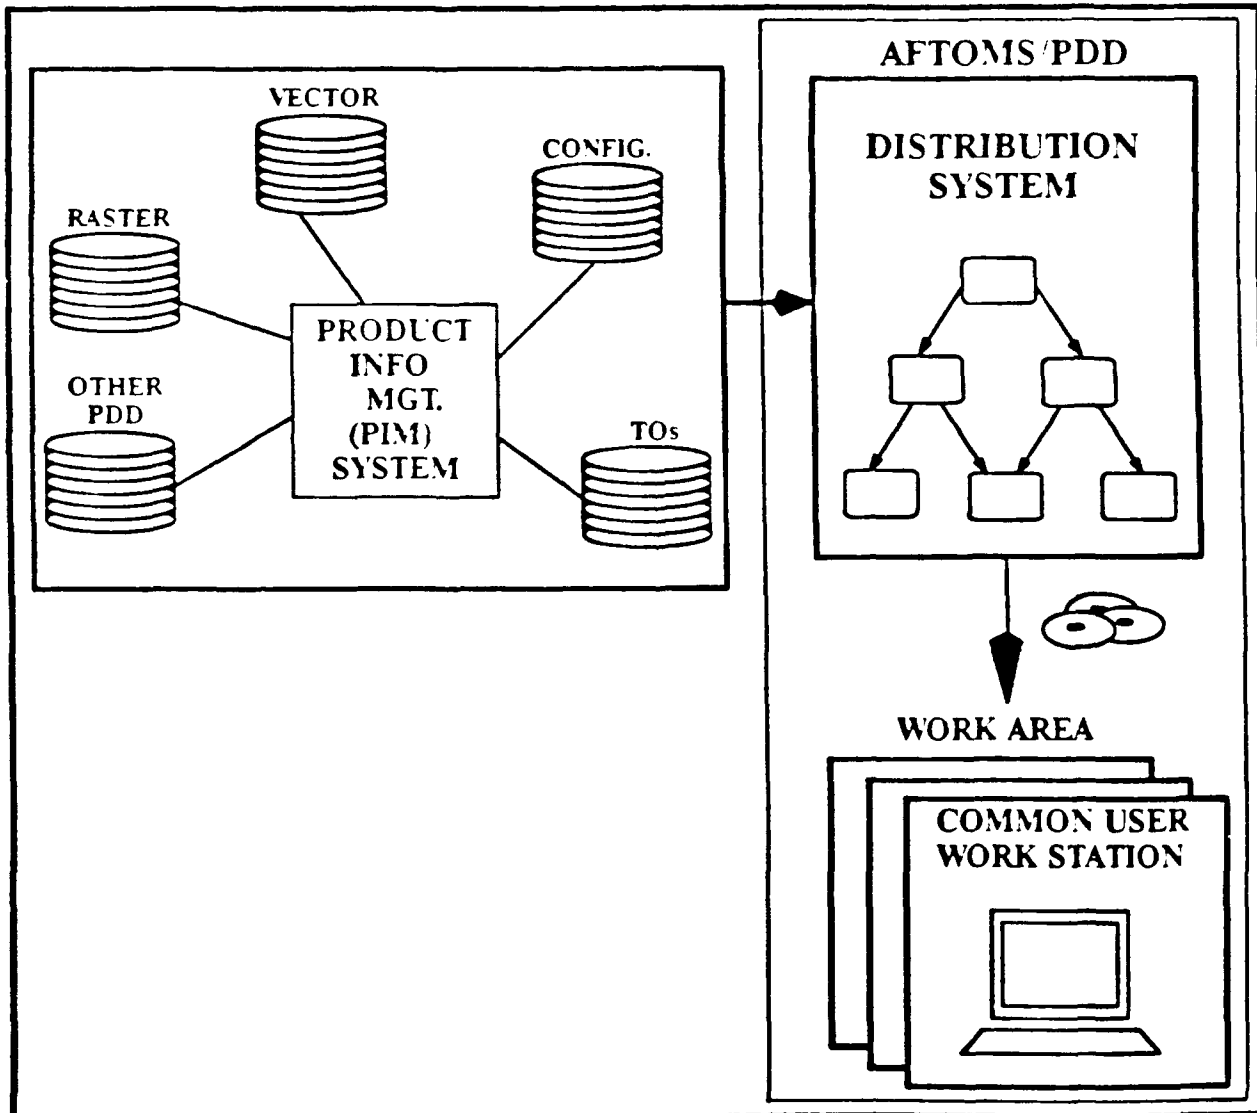 VECTOR
CONFIG.
RASTER
OTHER
PDD
PRODUCT
INFO
MGT.
(PIM)
SYSTEM
TOs
AFTOMS/PDD
DISTRIBUTION
SYSTEM
WORK AREA
COMMON USER
WORK STATION